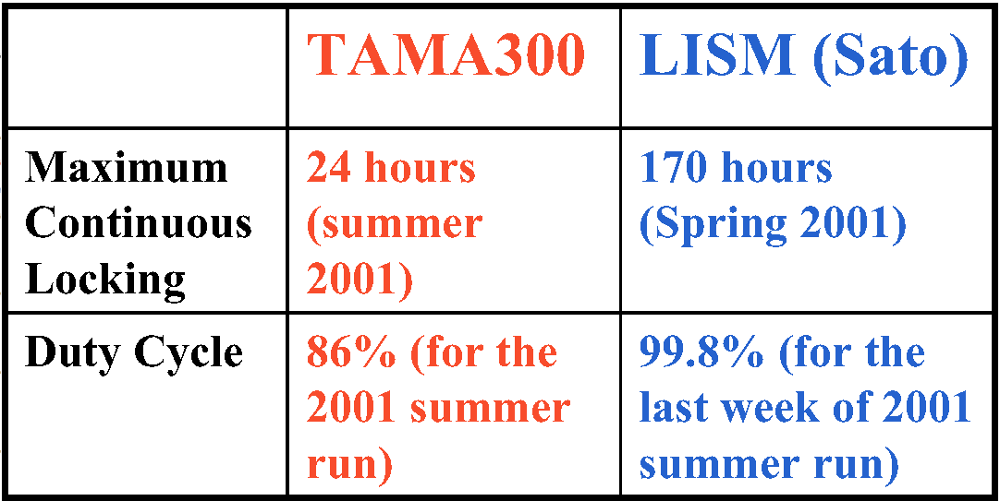 TAMA300
LISM (Sato)
Maximum
Continuous
Locking
24 hours
(summer
2001)
170 hours
(Spring 2001)
Duty Cycle
86% (for the
2001 summer
run)
99.8% (for the
last week of 2001
summer run)